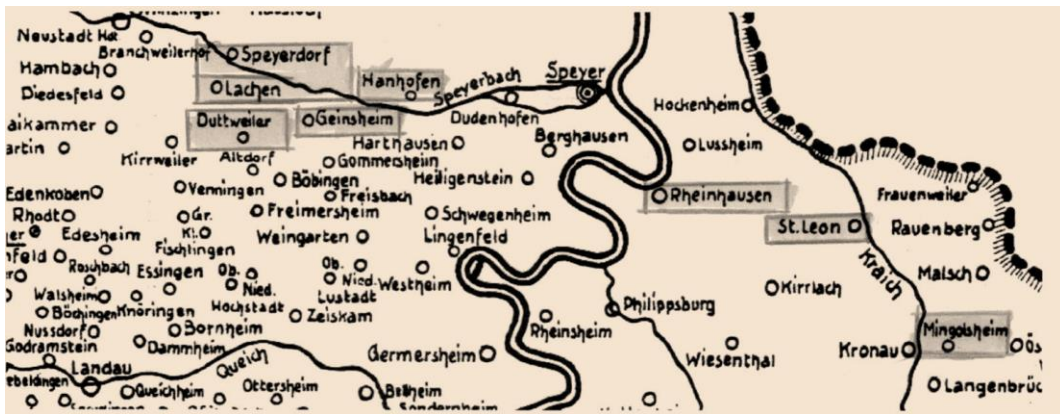 Neustadt
Branchweilerhof
Speyerdorf
Hambach
Diedesfeld
Lachen
Hanhofen
Speyerbach
Speyer
Dudenhofen
Hockenheim
Duttweiler
Geinsheim
Harthausen
Berghausen
Lussheim
Kirrweiler
Altdorf
Gommersheim
Edenkoben
Venningen
Böbingen
Freisbach
Heiligenstein
Rheinhausen
Frauenweiler
Rhodt
Gr.
Kl.
Fischlingen
Freimersheim
Schwegenheim
St. Leon
Rauenberg
Edesheim
Weingarten
Lingenfeld
Roschbach
Essingen
Ob.
Nied.
Hochstadt
Ob.
Nied.
Lustadt
Westheim
Kraich
Malsch
Walsheim
Böchingen
Knöringen
Zeiskam
Philippsburg
Kirrlach
Nussdorf
Bornheim
Rheinsheim
Mingolsheim
Godramstein
Dammheim
Germersheim
Wiesenthal
Kronau
Landau
Queich
Queichheim
Ottersheim
Bellheim
Sondernheim